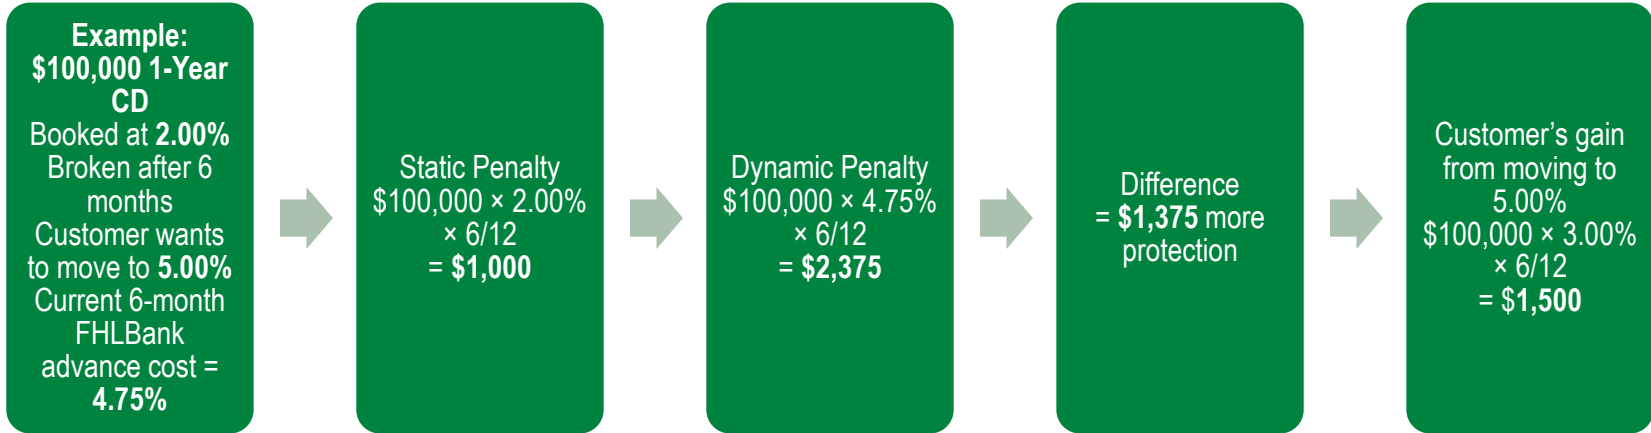 Example:
$100,000 1-Year
CD
Booked at 2.00%
Broken after 6
months
Customer wants
to move to 5.00%
Current 6-month
FHLBank
advance cost =
4.75%
Static Penalty
$100,000 × 2.00%
× 6/12
= $1,000
Dynamic Penalty
$100,000 × 4.75%
× 6/12
= $2,375
Difference
= $1,375 more
protection
Customer’s gain
from moving to
5.00%
$100,000 × 3.00%
× 6/12
= $1,500